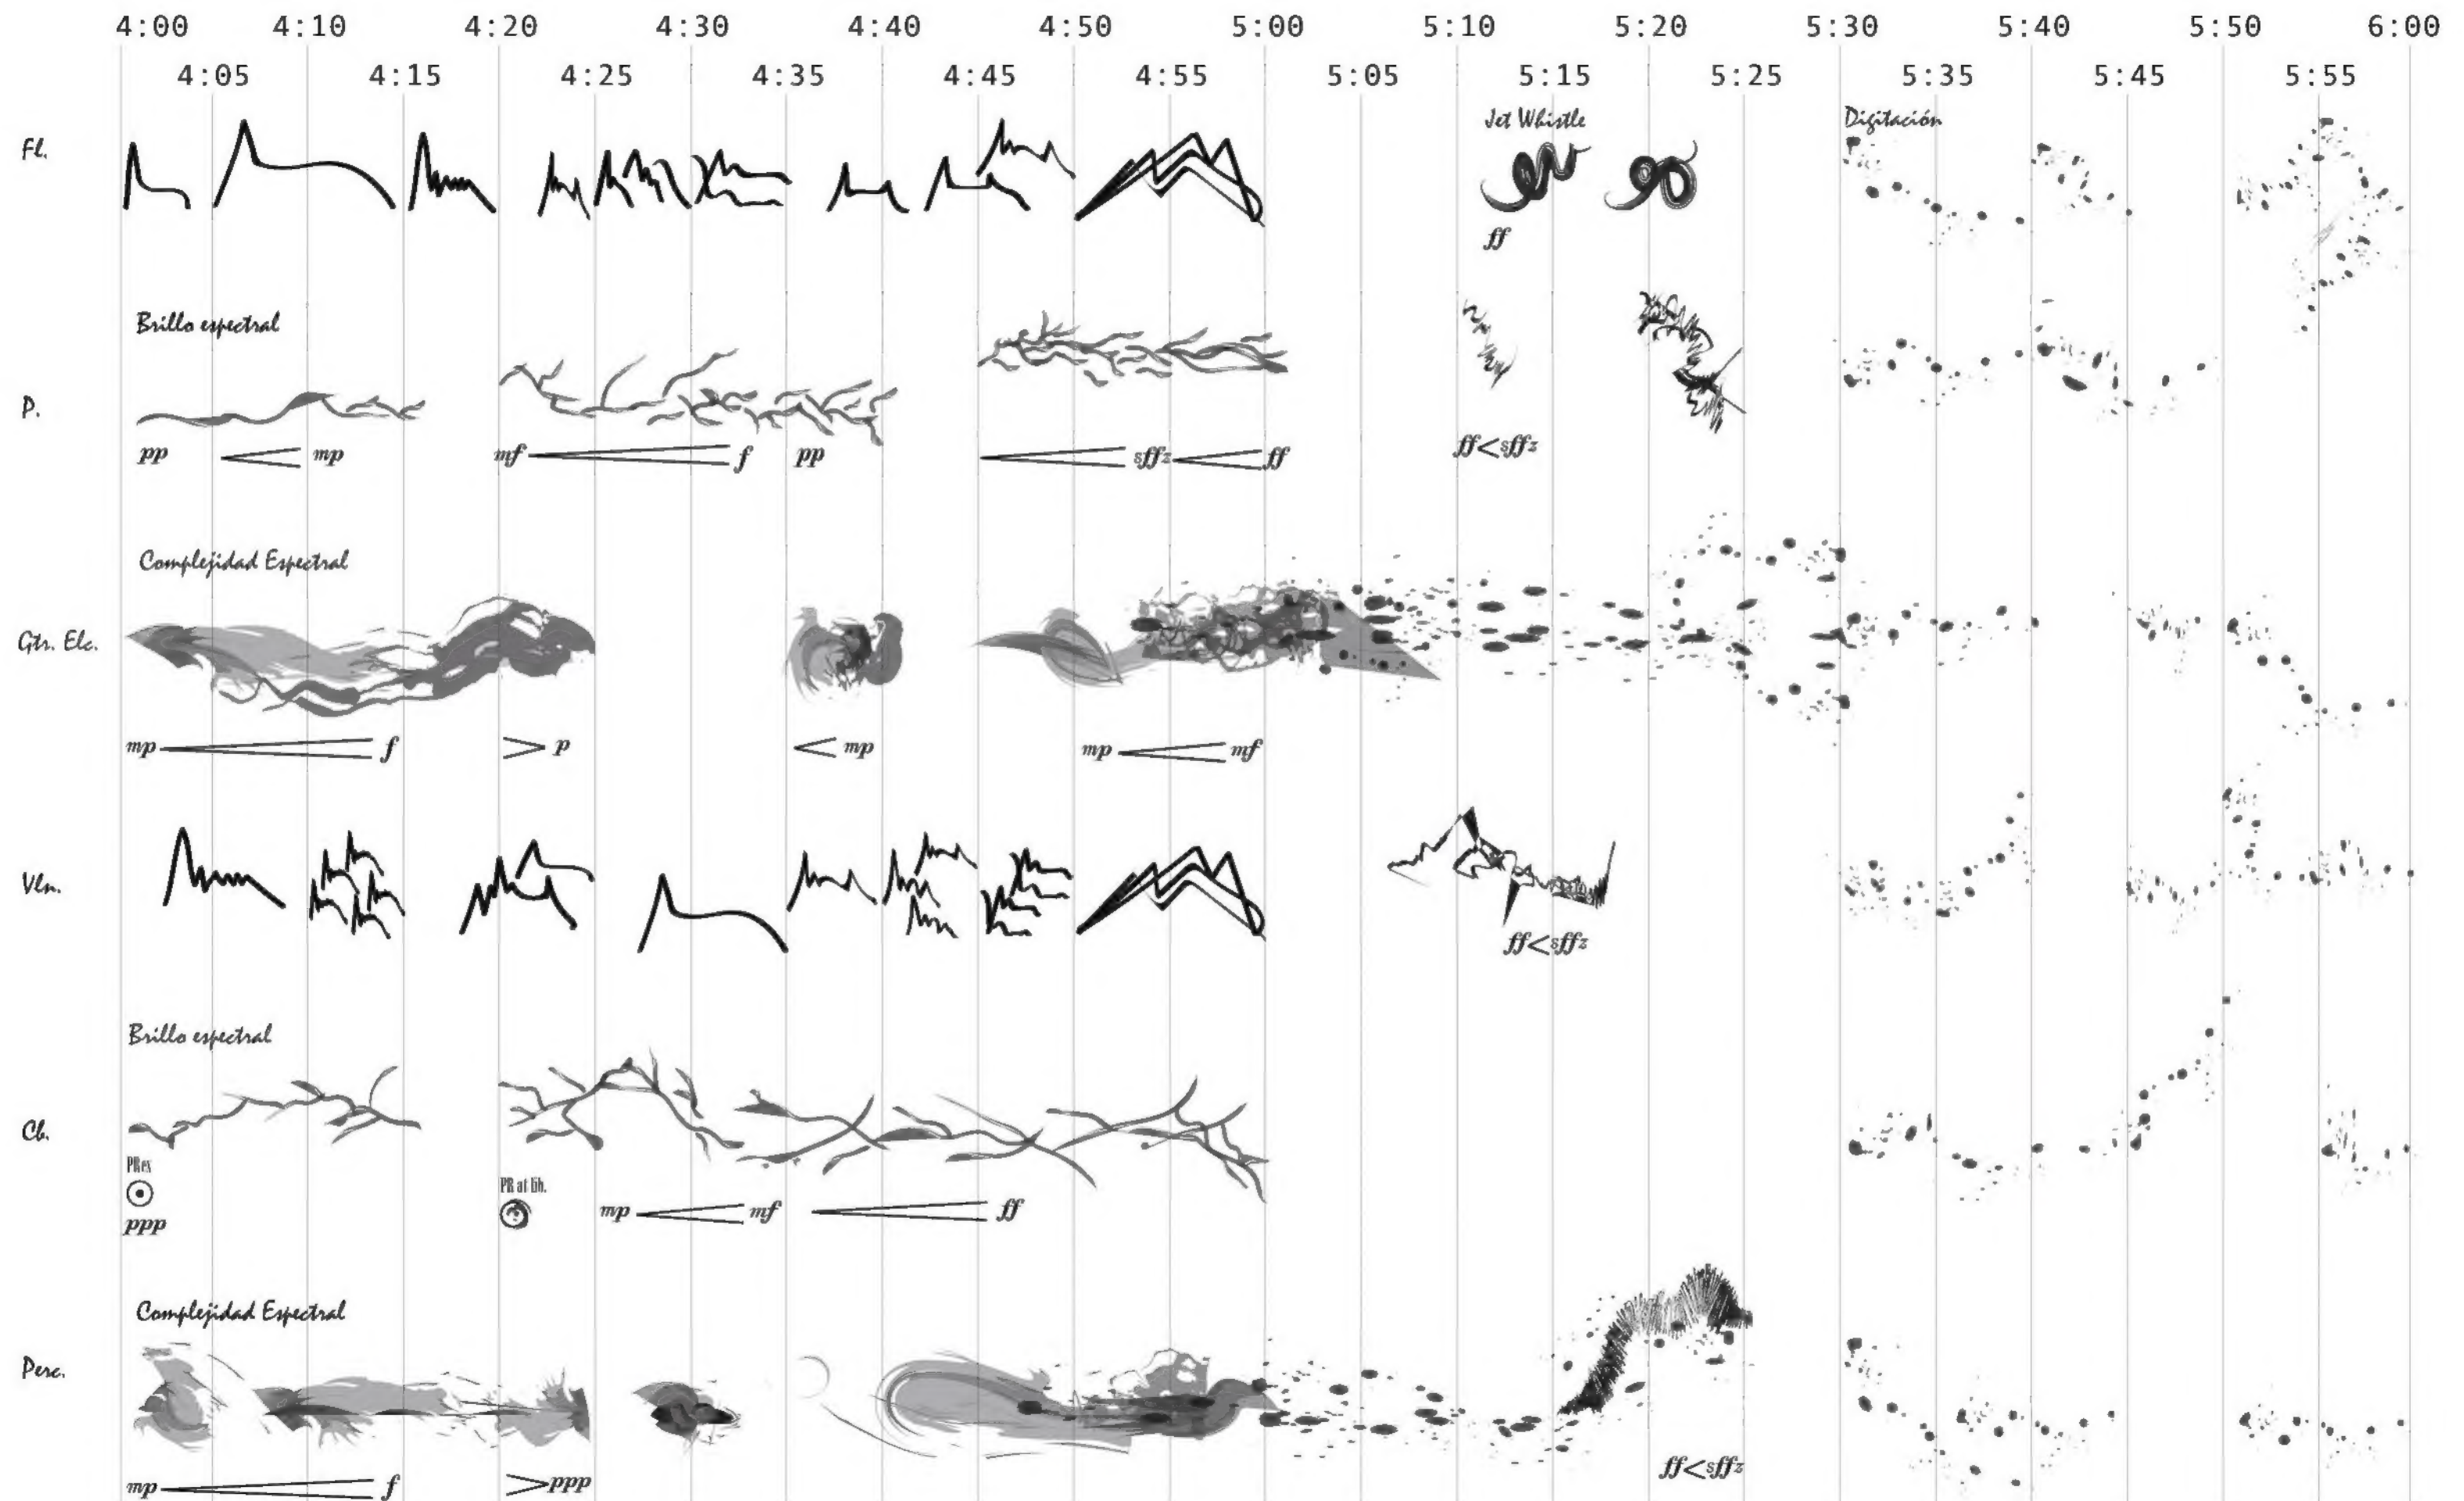 4:00 4:10 4:20 4:30 4:40 4:50 5:00 5:10 5:20 5:30 5:40 5:50 6:00
4:05 4:15 4:25 4:35 4:45 4:55 5:05 5:15 5:25 5:35 5:45 5:55
Jet Whistle Digitación
Fl.
ff
Brillo espectral
P.
pp mp mf f pp sffz ff ff<sffz
Complejidad Espectral
Gtr. Elc.
mp f p mp mp mf
Vln.
ff<sffz
Brillo espectral
Cb.
PRes
PR at lib.
ppp
mp mf ff
Complejidad Espectral
Perc.
ff<sffz
mp f ppp